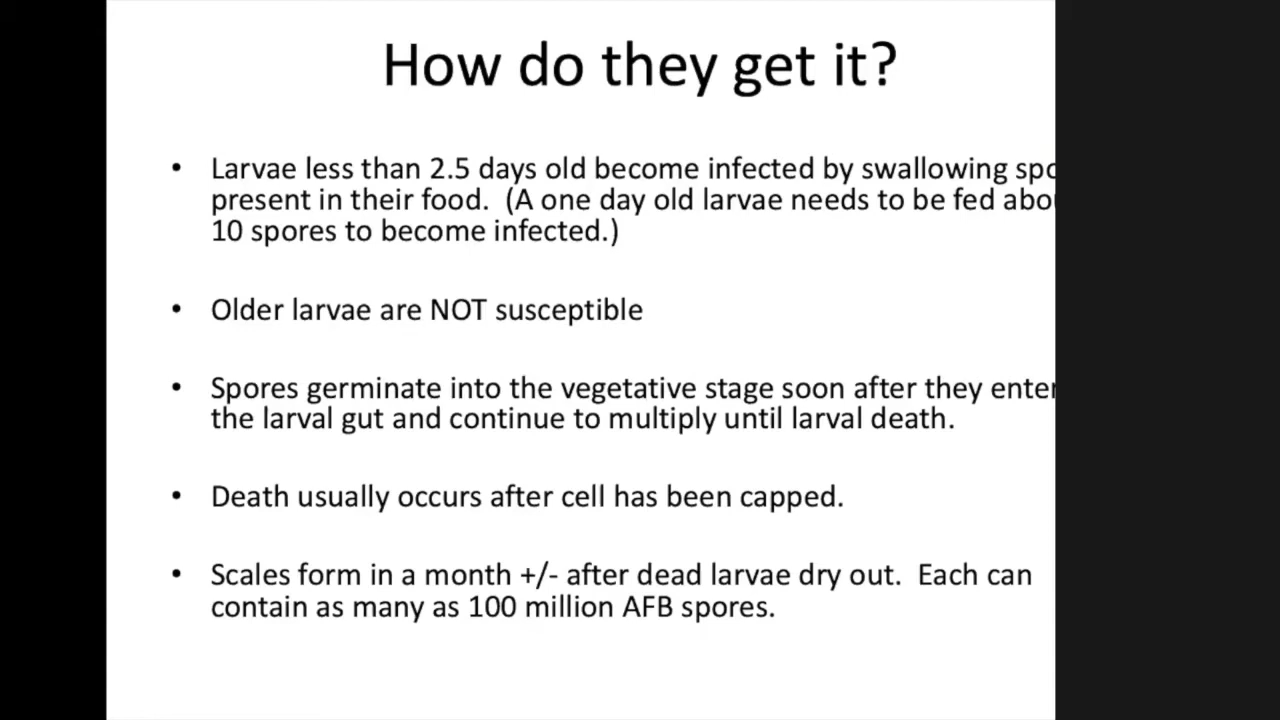 How do they get it?
• Larvae less than 2.5 days old become infected by swallowing
present in their food. (A one day old larvae needs to be fed
10 spores to become infected.)
• Older larvae are NOT susceptible
• Spores germinate into the vegetative stage soon after they enter
the larval gut and continue to multiply until larval death.
• Death usually occurs after cell has been capped.
• Scales form in a month +/- after dead larvae dry out. Each can
contain as many as 100 million AFB spores.